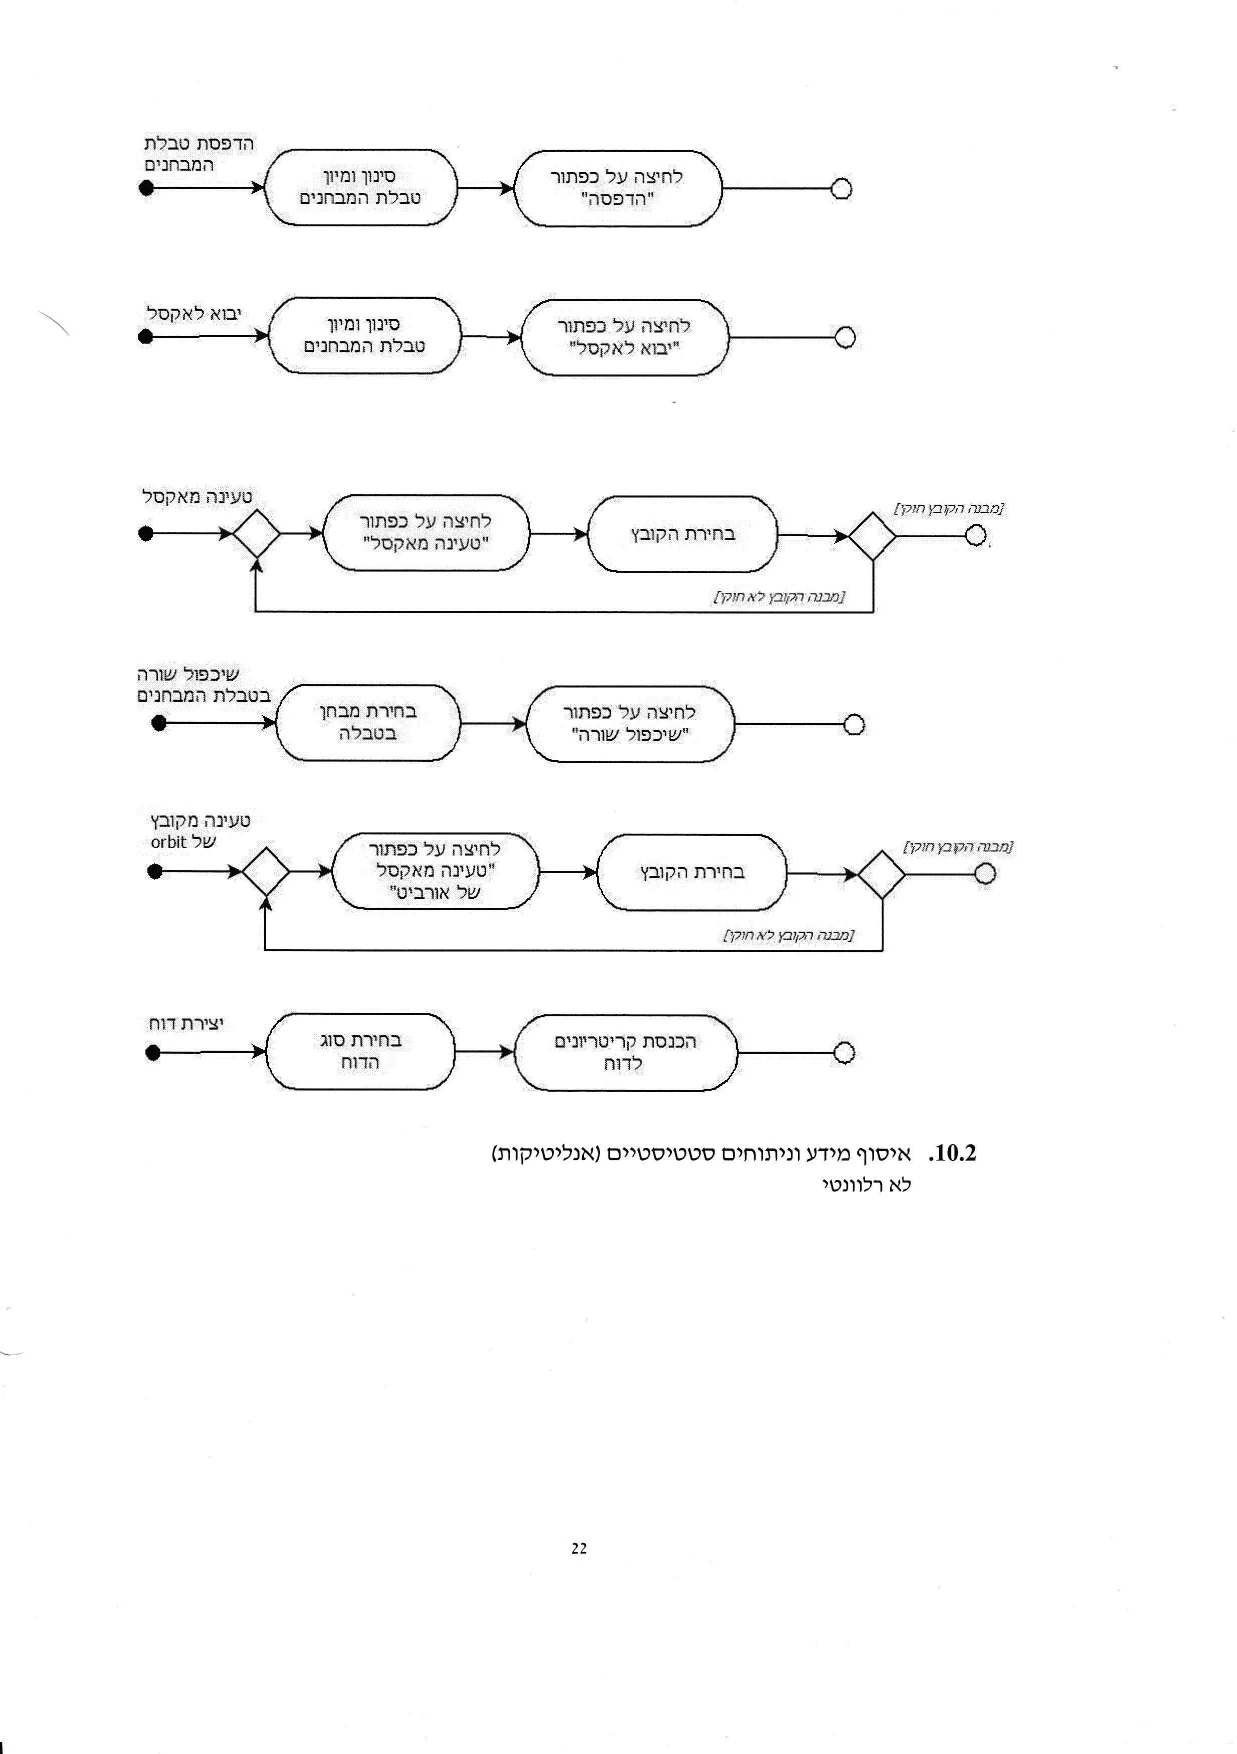 הדפסת טבלת
המבחנים
סינון ומיון
טבלת המבחנים
לחיצה על כפתור
"הדפסה"
יבוא לאקסל
סינון ומיון
טבלת המבחנים
לחיצה על כפתור
"יבוא לאקסל"
טעינה מאקסל
לחיצה על כפתור
"טעינה מאקסל"
בחירת הקובץ
[מבנה הקובץ חוקי]
[מבנה הקובץ לא חוקי]
שיכפול שורה
בטבלת המבחנים
בחירת מבחן
בטבלה
לחיצה על כפתור
"שיכפול שורה"
טעינה מקובץ
של orbit
לחיצה על כפתור
"טעינה מאקסל
של אורביט"
בחירת הקובץ
[מבנה הקובץ חוקי]
[מבנה הקובץ לא חוקי]
יצירת דוח
בחירת סוג
הדוח
הכנסת קריטריונים
לדוח
10.2. איסוף מידע וניתוחים סטטיסטיים (אנליטיקות)
לא רלוונטי
22